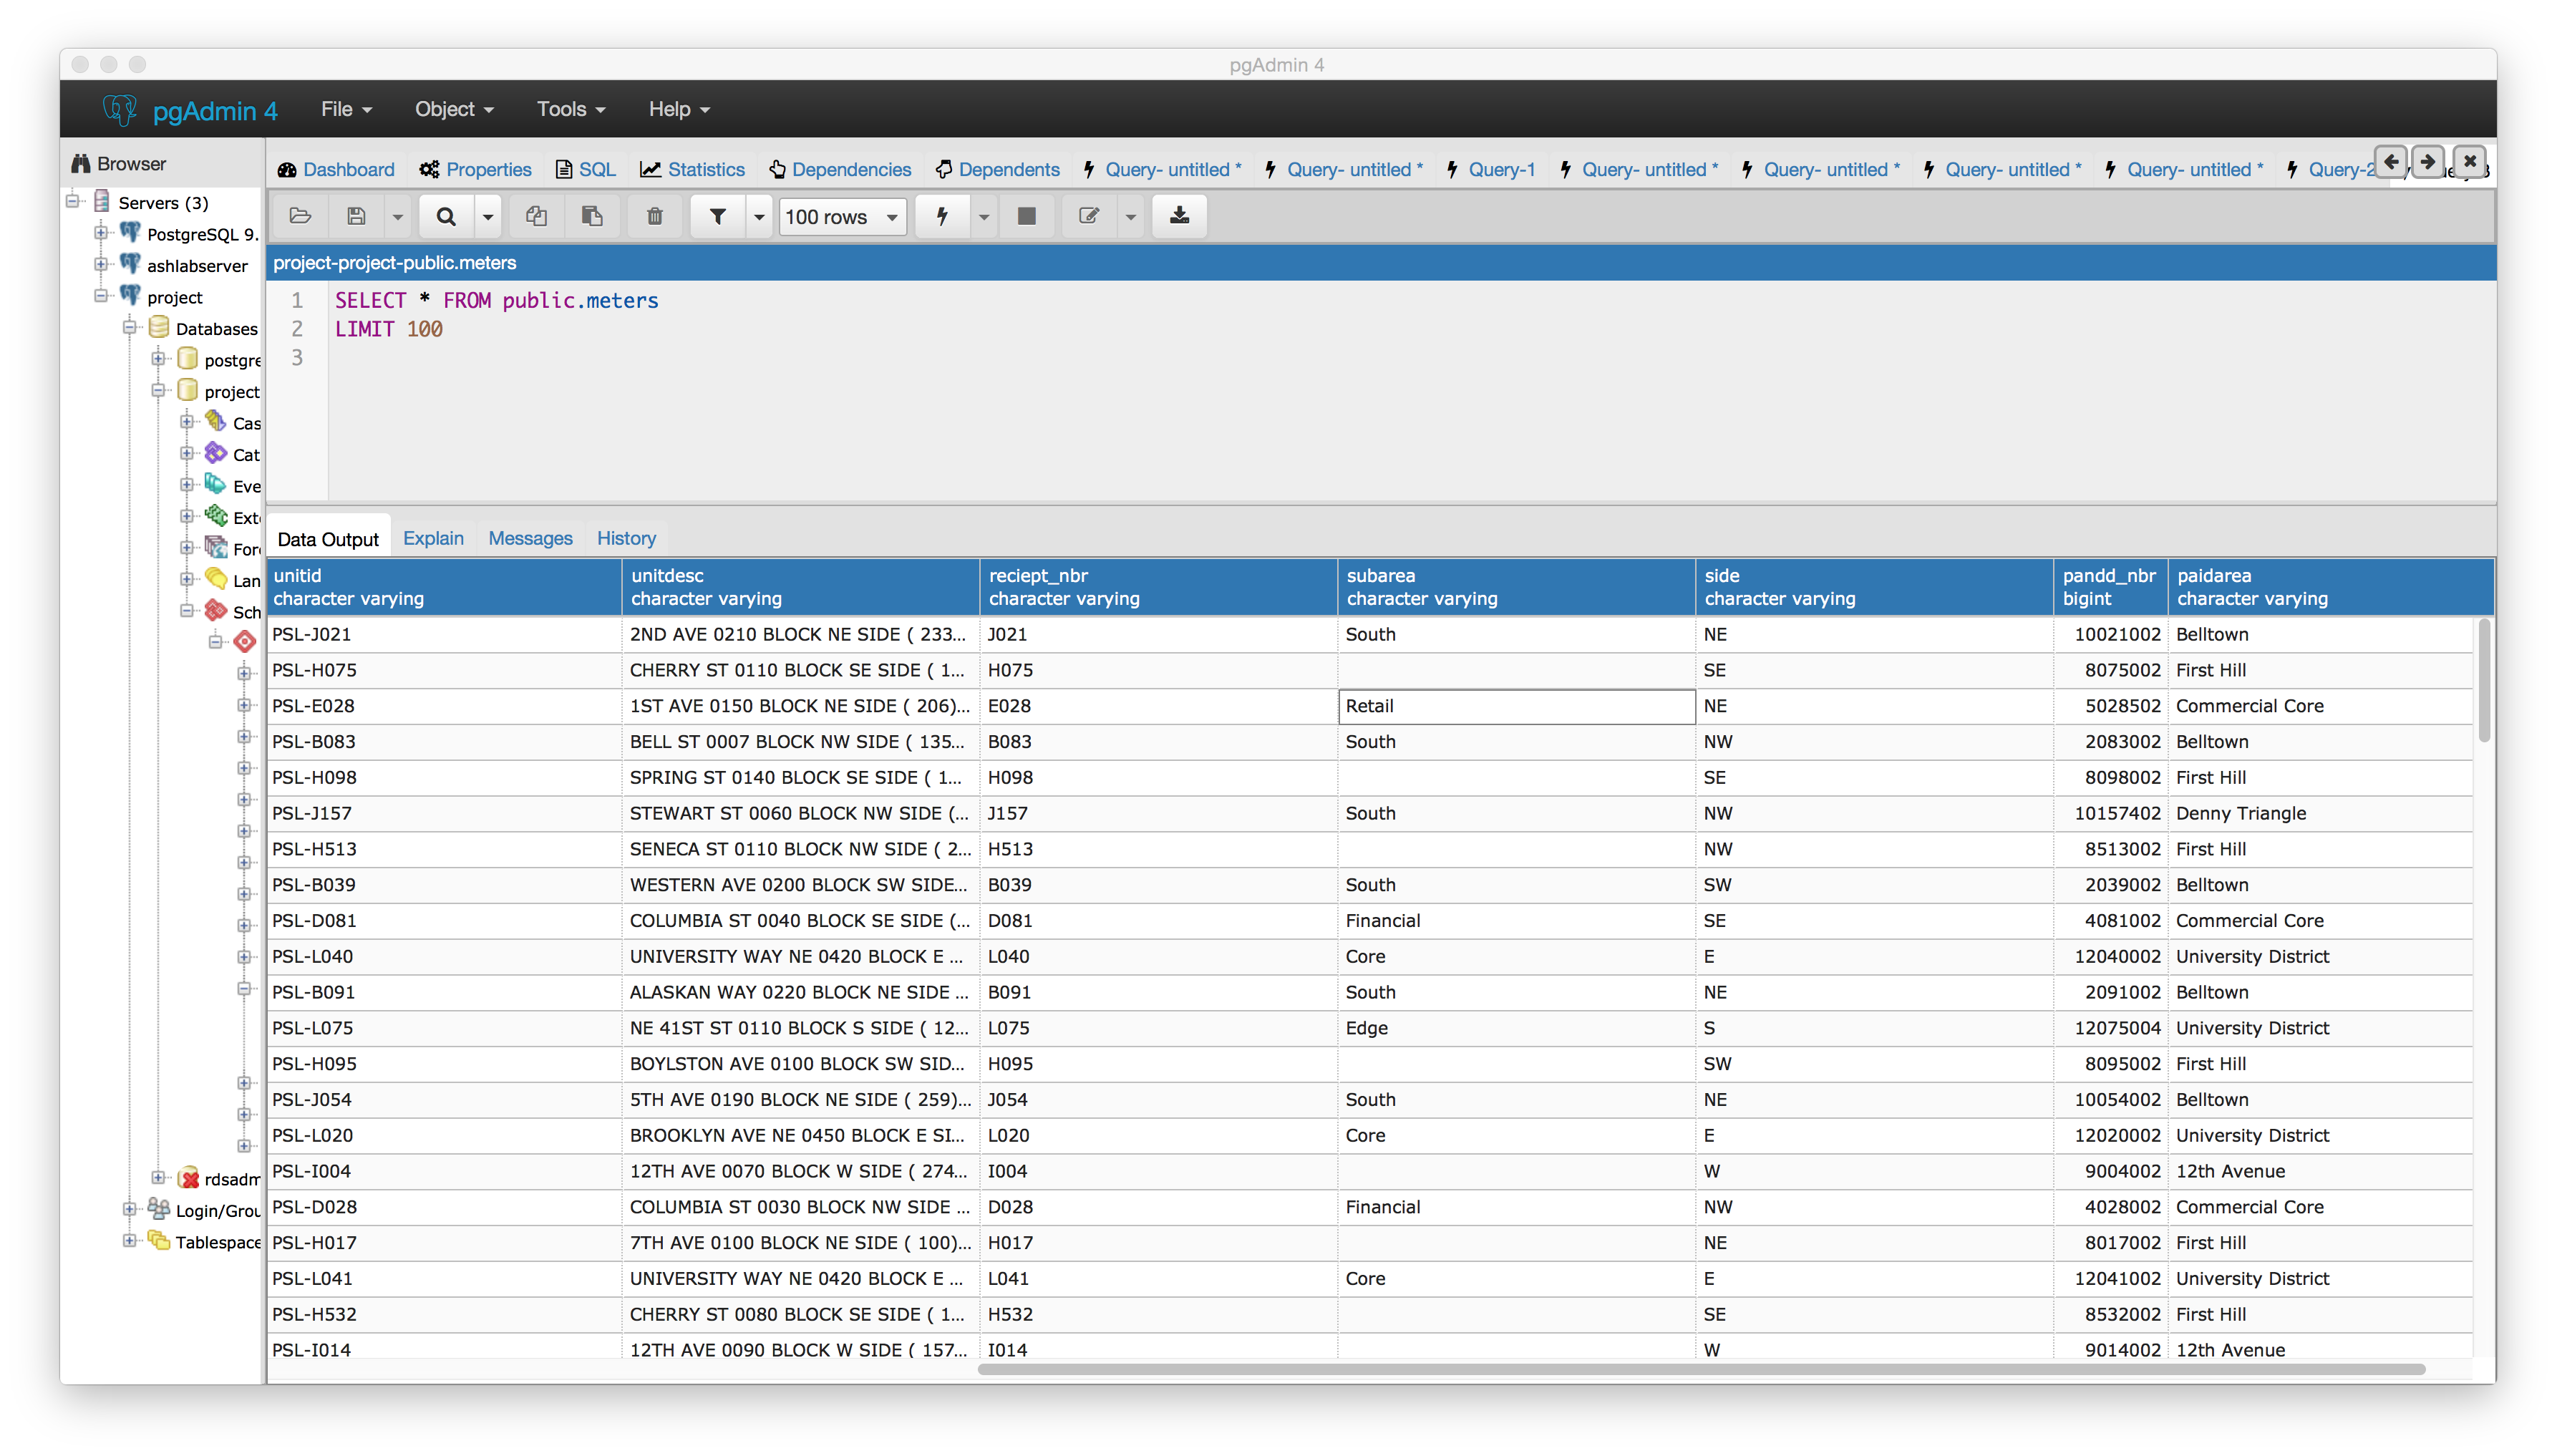 pgAdmin 4
pgAdmin 4 File Object Tools Help
Browser
Dashboard Properties SQL Statistics Dependencies Dependents Query- untitled * Query- untitled * Query-1 Query- untitled * Query- untitled * Query- untitled * Query- untitled * Query-2
Servers (3)
PostgreSQL 9.
ashlabserver
project
Databases
postgre
project
Cas
Cat
Eve
Ext
For
Lan
Sch
rdsadm
Login/Grou
Tablespace
100 rows
project-project-public.meters
1 SELECT * FROM public.meters
2 LIMIT 100
3
Data Output Explain Messages History
unitid unitdesc reciept_nbr subarea side pandd_nbr paidarea
character varying character varying character varying character varying character varying bigint character varying
PSL-J021 2ND AVE 0210 BLOCK NE SIDE ( 233... J021 South NE 10021002 Belltown
PSL-H075 CHERRY ST 0110 BLOCK SE SIDE ( 1... H075 SE 8075002 First Hill
PSL-E028 1ST AVE 0150 BLOCK NE SIDE ( 206)... E028 Retail NE 5028502 Commercial Core
PSL-B083 BELL ST 0007 BLOCK NW SIDE ( 135... B083 South NW 2083002 Belltown
PSL-H098 SPRING ST 0140 BLOCK SE SIDE ( 1... H098 SE 8098002 First Hill
PSL-J157 STEWART ST 0060 BLOCK NW SIDE (... J157 South NW 10157402 Denny Triangle
PSL-H513 SENECA ST 0110 BLOCK NW SIDE ( 2... H513 NW 8513002 First Hill
PSL-B039 WESTERN AVE 0200 BLOCK SW SIDE... B039 South SW 2039002 Belltown
PSL-D081 COLUMBIA ST 0040 BLOCK SE SIDE (... D081 Financial SE 4081002 Commercial Core
PSL-L040 UNIVERSITY WAY NE 0420 BLOCK E ... L040 Core E 12040002 University District
PSL-B091 ALASKAN WAY 0220 BLOCK NE SIDE ... B091 South NE 2091002 Belltown
PSL-L075 NE 41ST ST 0110 BLOCK S SIDE ( 12... L075 Edge S 12075004 University District
PSL-H095 BOYLSTON AVE 0100 BLOCK SW SID... H095 SW 8095002 First Hill
PSL-J054 5TH AVE 0190 BLOCK NE SIDE ( 259)... J054 South NE 10054002 Belltown
PSL-L020 BROOKLYN AVE NE 0450 BLOCK E SI... L020 Core E 12020002 University District
PSL-I004 12TH AVE 0070 BLOCK W SIDE ( 274... I004 W 9004002 12th Avenue
PSL-D028 COLUMBIA ST 0030 BLOCK NW SIDE ... D028 Financial NW 4028002 Commercial Core
PSL-H017 7TH AVE 0100 BLOCK NE SIDE ( 100)... H017 NE 8017002 First Hill
PSL-L041 UNIVERSITY WAY NE 0420 BLOCK E ... L041 Core E 12041002 University District
PSL-H532 CHERRY ST 0080 BLOCK SE SIDE ( 1... H532 SE 8532002 First Hill
PSL-I014 12TH AVE 0090 BLOCK W SIDE ( 157... I014 W 9014002 12th Avenue